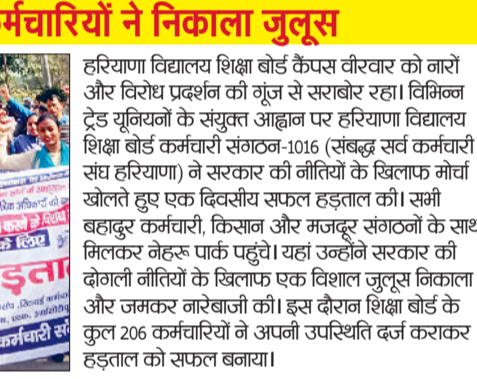 र्मचारियों ने निकाला जुलूस
हरियाणा विद्यालय शिक्षा बोर्ड कैंपस वीरवार को नारों
और विरोध प्रदर्शन की गूंज से सराबोर रहा। विभिन्न
ट्रेड यूनियनों के संयुक्त आह्वान पर हरियाणा विद्यालय
शिक्षा बोर्ड कर्मचारी संगठन-1016 (संबद्ध सर्व कर्मचारी
संघ हरियाणा) ने सरकार की नीतियों के खिलाफ मोर्चा
खोलते हुए एक दिवसीय सफल हड़ताल की। सभी
बहादुर कर्मचारी, किसान और मजदूर संगठनों के साथ
मिलकर नेहरू पार्क पहुंचे। यहां उन्होंने सरकार की
दोगली नीतियों के खिलाफ एक विशाल जुलूस निकाला
और जमकर नारेबाजी की। इस दौरान शिक्षा बोर्ड के
कुल 206 कर्मचारियों ने अपनी उपस्थिति दर्ज कराकर
हड़ताल को सफल बनाया।
के लिए
ड़ता
कर्मचारी